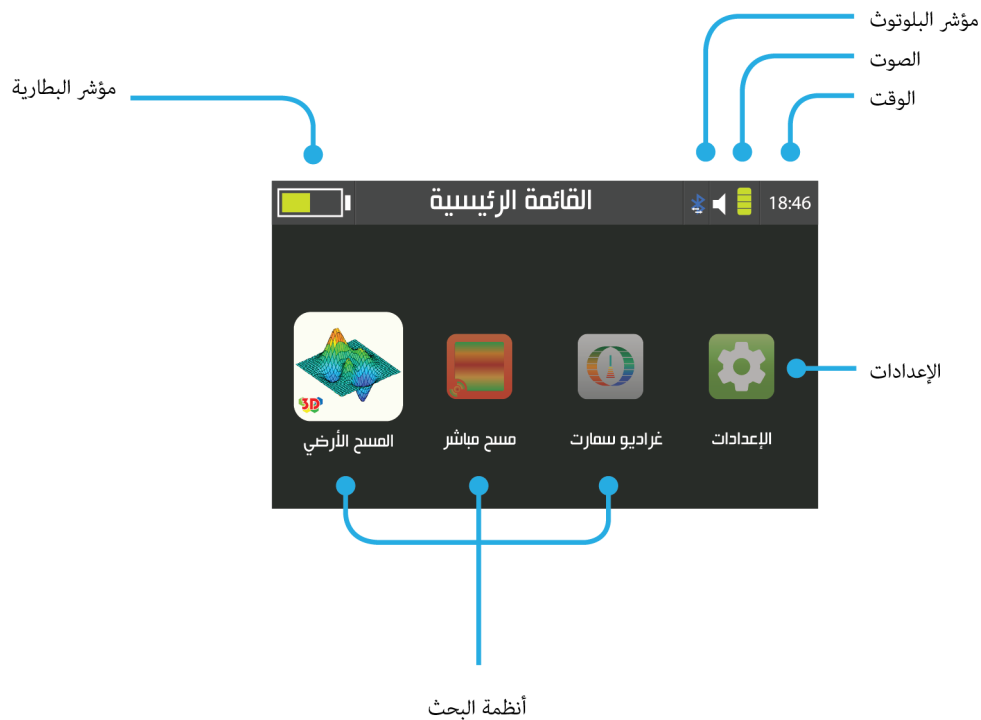 مؤشر البلوتوث
الصوت
الوقت
مؤشر البطارية
القائمة الرئيسية
18:46
3D
المسح الأرضي
مسح مباشر
غراديو سمارت
الإعدادات
الإعدادات
أنظمة البحث